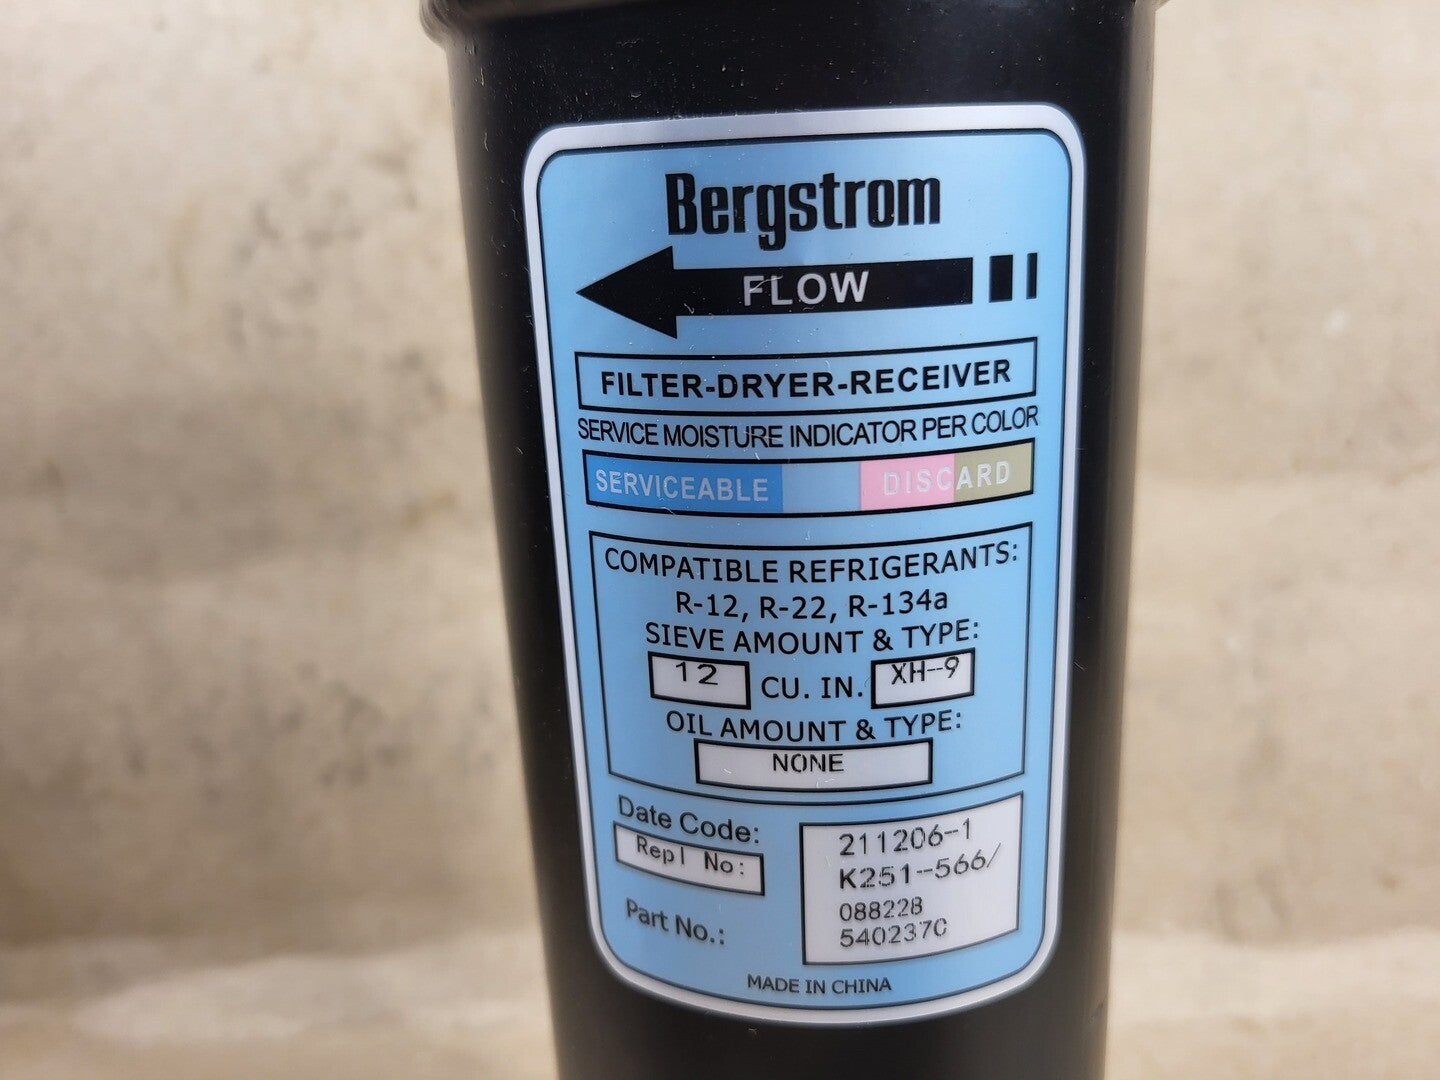 Bergstrom
FLOW
FILTER-DRYER-RECEIVER
SERVICE MOISTURE INDICATOR PER COLOR
SERVICEABLE DISCARD
COMPATIBLE REFRIGERANTS:
R-12, R-22, R-134a
SIEVE AMOUNT & TYPE:
12 CU. IN. XH-9
OIL AMOUNT & TYPE:
NONE
Date Code: 211206-1
Repl No: K251-566/
088228
Part No.: 5402370
MADE IN CHINA